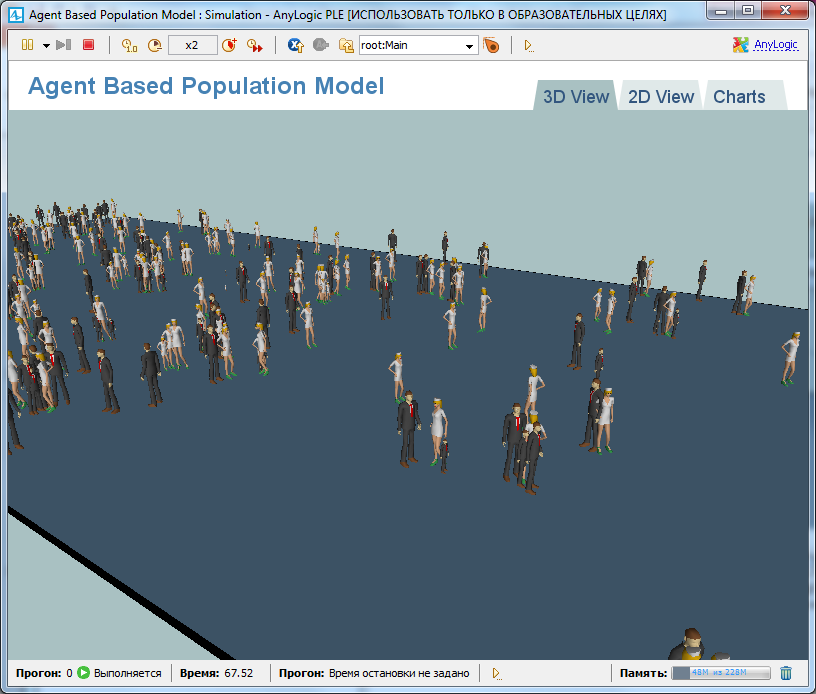 Agent Based Population Model : Simulation - AnyLogic PLE [ИСПОЛЬЗОВАТЬ ТОЛЬКО В ОБРАЗОВАТЕЛЬНЫХ ЦЕЛЯХ]
1.0 x2 root:Main AnyLogic
Agent Based Population Model
3D View 2D View Charts
Прогон: 0 Выполняется Время: 67.52 Прогон: Время остановки не задано Память: 48M из 228M